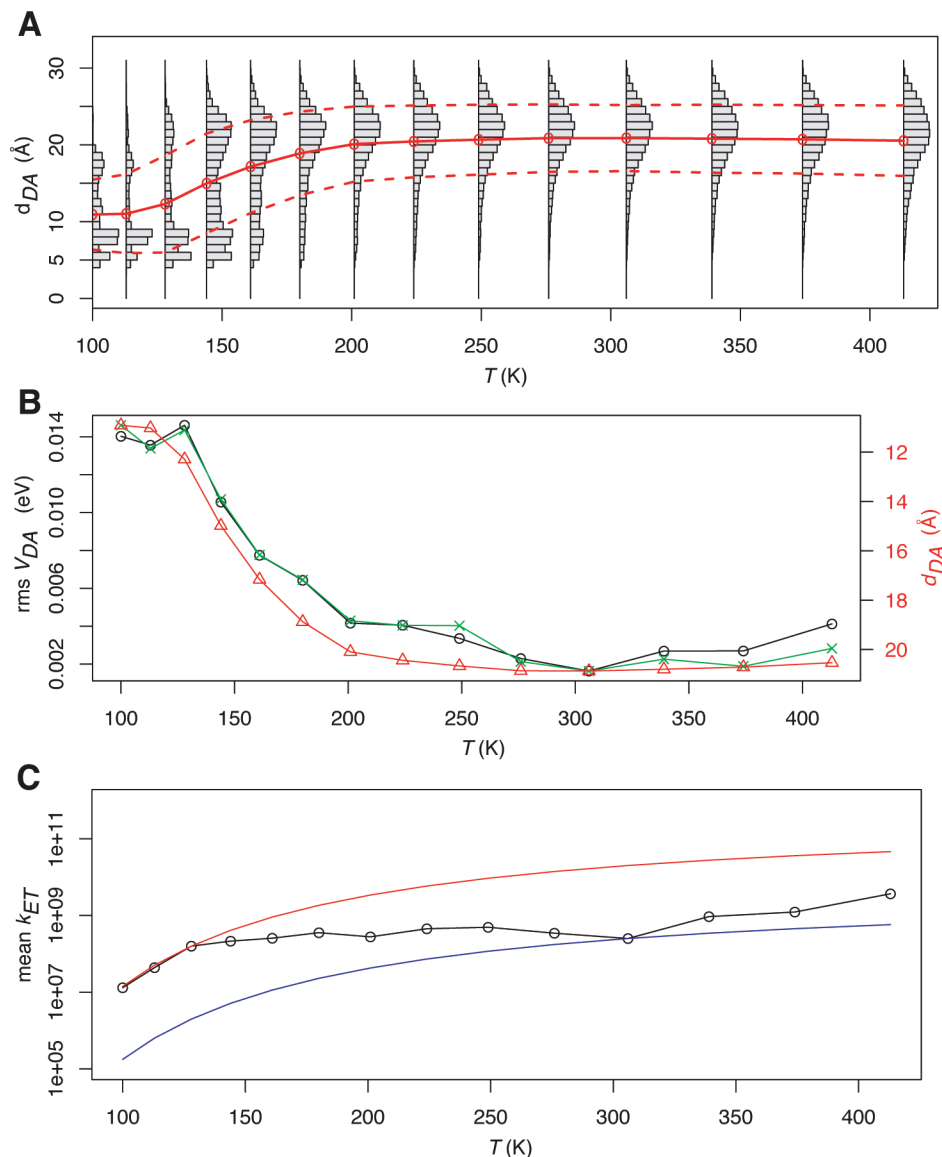 A
d_DA (Å)
30
20
10
5
0
100 150 200 250 300 350 400
T (K)
B
rms V_DA (eV)
0.014
0.010
0.006
0.002
12
14
16
18
20
d_DA (Å)
100 150 200 250 300 350 400
T (K)
C
mean k_ET
1e+11
1e+09
1e+07
1e+05
100 150 200 250 300 350 400
T (K)